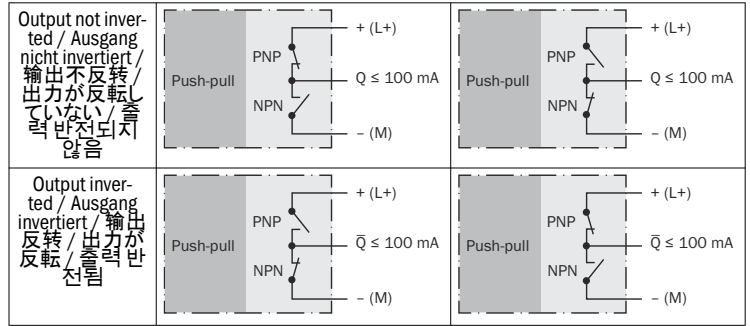 Output not inver-
ted / Ausgang
nicht invertiert /
输出不反转 /
出力が反転し
ていない / 출
력 반전되지
않음
+ (L+)
PNP
Push-pull
Q ≤ 100 mA
NPN
– (M)
+ (L+)
PNP
Push-pull
Q ≤ 100 mA
NPN
– (M)
Output inver-
ted / Ausgang
invertiert / 输出
反转 / 出力が
反転 / 출력 반
전됨
+ (L+)
PNP
Push-pull
Q̅ ≤ 100 mA
NPN
– (M)
+ (L+)
PNP
Push-pull
Q̅ ≤ 100 mA
NPN
– (M)